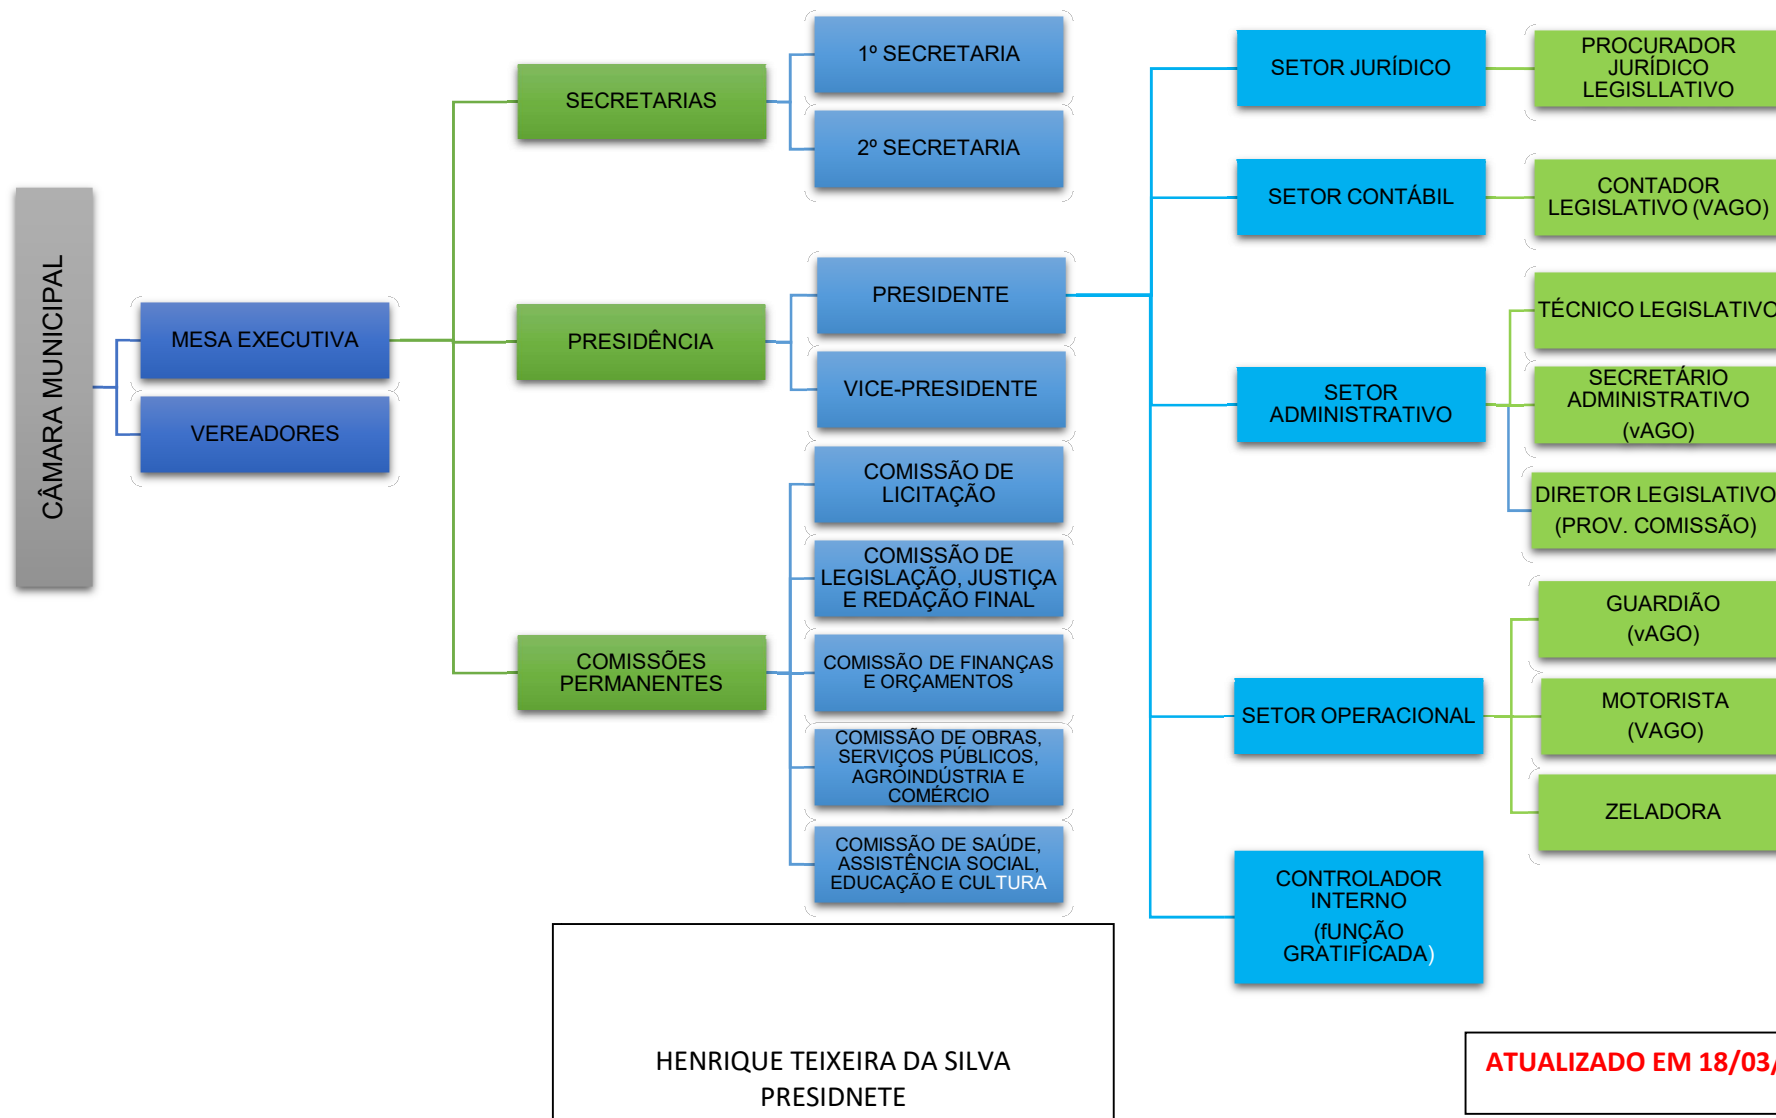 CÂMARA MUNICIPAL
MESA EXECUTIVA
VEREADORES
SECRETARIAS
1º SECRETARIA
2º SECRETARIA
PRESIDÊNCIA
PRESIDENTE
VICE-PRESIDENTE
COMISSÕES
PERMANENTES
COMISSÃO DE
LICITAÇÃO
COMISSÃO DE
LEGISLAÇÃO, JUSTIÇA
E REDAÇÃO FINAL
COMISSÃO DE FINANÇAS
E ORÇAMENTOS
COMISSÃO DE OBRAS,
SERVIÇOS PÚBLICOS,
AGROINDÚSTRIA E
COMÉRCIO
COMISSÃO DE SAÚDE,
ASSISTÊNCIA SOCIAL,
EDUCAÇÃO E CULTURA
SETOR JURÍDICO
PROCURADOR
JURÍDICO
LEGISLLATIVO
SETOR CONTÁBIL
CONTADOR
LEGISLATIVO (VAGO)
SETOR
ADMINISTRATIVO
TÉCNICO LEGISLATIVO
SECRETÁRIO
ADMINISTRATIVO
(vAGO)
DIRETOR LEGISLATIVO
(PROV. COMISSÃO)
SETOR OPERACIONAL
GUARDIÃO
(vAGO)
MOTORISTA
(VAGO)
ZELADORA
CONTROLADOR
INTERNO
(fUNÇÃO
GRATIFICADA)
HENRIQUE TEIXEIRA DA SILVA
PRESIDNETE
ATUALIZADO EM 18/03/